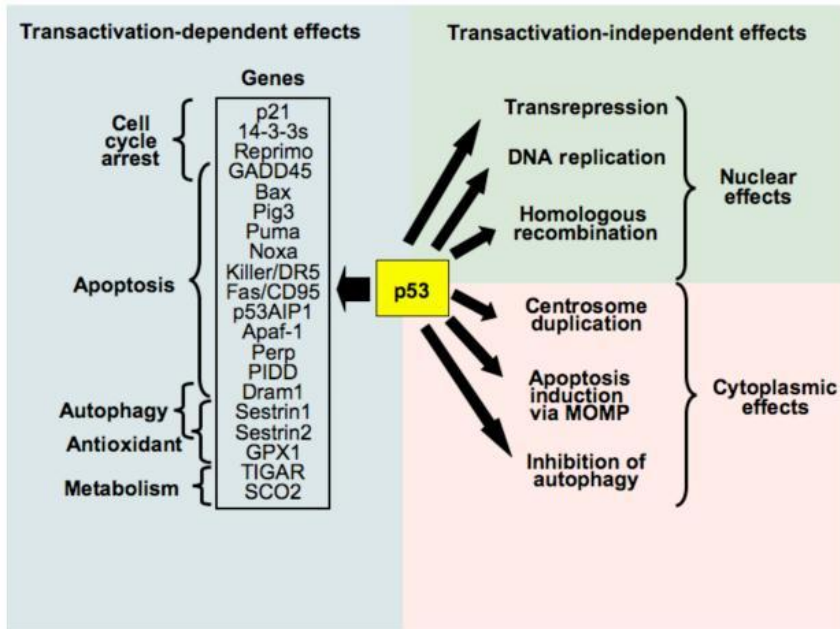 Transactivation-dependent effects
Genes
Cell
cycle
arrest
Apoptosis
Autophagy
Antioxidant
Metabolism
p21
14-3-3s
Reprimo
GADD45
Bax
Pig3
Puma
Noxa
Killer/DR5
Fas/CD95
p53AIP1
Apaf-1
Perp
PIDD
Dram1
Sestrin1
Sestrin2
GPX1
TIGAR
SCO2
p53
Transactivation-independent effects
Transrepression
DNA replication
Homologous
recombination
Nuclear
effects
Centrosome
duplication
Apoptosis
induction
via MOMP
Inhibition of
autophagy
Cytoplasmic
effects